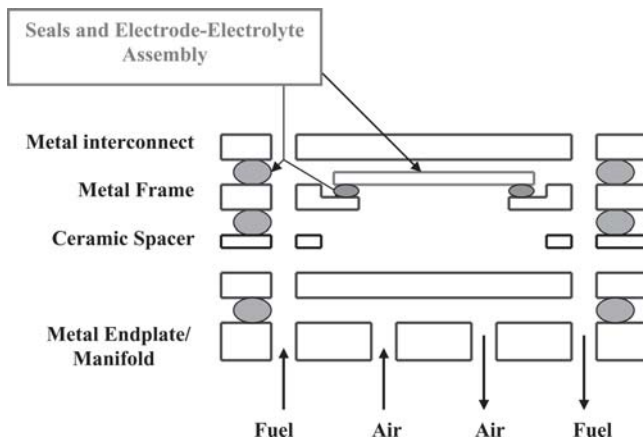 Seals and Electrode-Electrolyte
Assembly
Metal interconnect
Metal Frame
Ceramic Spacer
Metal Endplate/
Manifold
Fuel Air Air Fuel